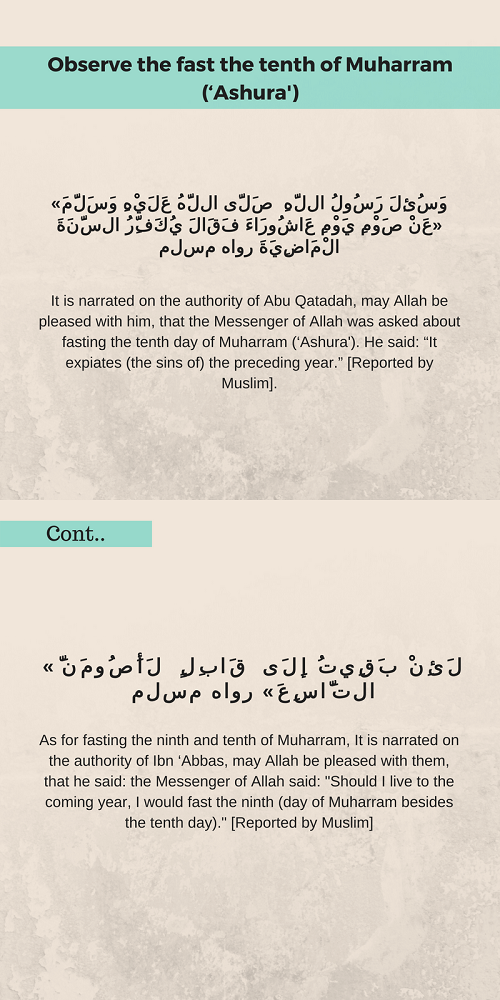 Observe the fast the tenth of Muharram
(‘Ashura')
وَسُئِلَ رَسُولُ اللّهِ صَلّى اللّهُ عَلَيْهِ وَسَلّمَ»
«عَنْ صَوْمِ يَوْمِ عَاشُورَاءَ فَقَالَ يُكَفِّرُ السّنَةَ
الْمَاضِيَةَ رواه مسلم
It is narrated on the authority of Abu Qatadah, may Allah be
pleased with him, that the Messenger of Allah was asked about
fasting the tenth day of Muharram (‘Ashura'). He said: “It
expiates (the sins of) the preceding year.” [Reported by
Muslim].
Cont..
لَئِنْ بَقِيتُ إِلَى قَابِلٍ لَأَصُومَنَّ »
التَّاسِعَ» رواه مسلم
As for fasting the ninth and tenth of Muharram, It is narrated on
the authority of Ibn ‘Abbas, may Allah be pleased with them,
that he said: the Messenger of Allah said: "Should I live to the
coming year, I would fast the ninth (day of Muharram besides
the tenth day)." [Reported by Muslim]